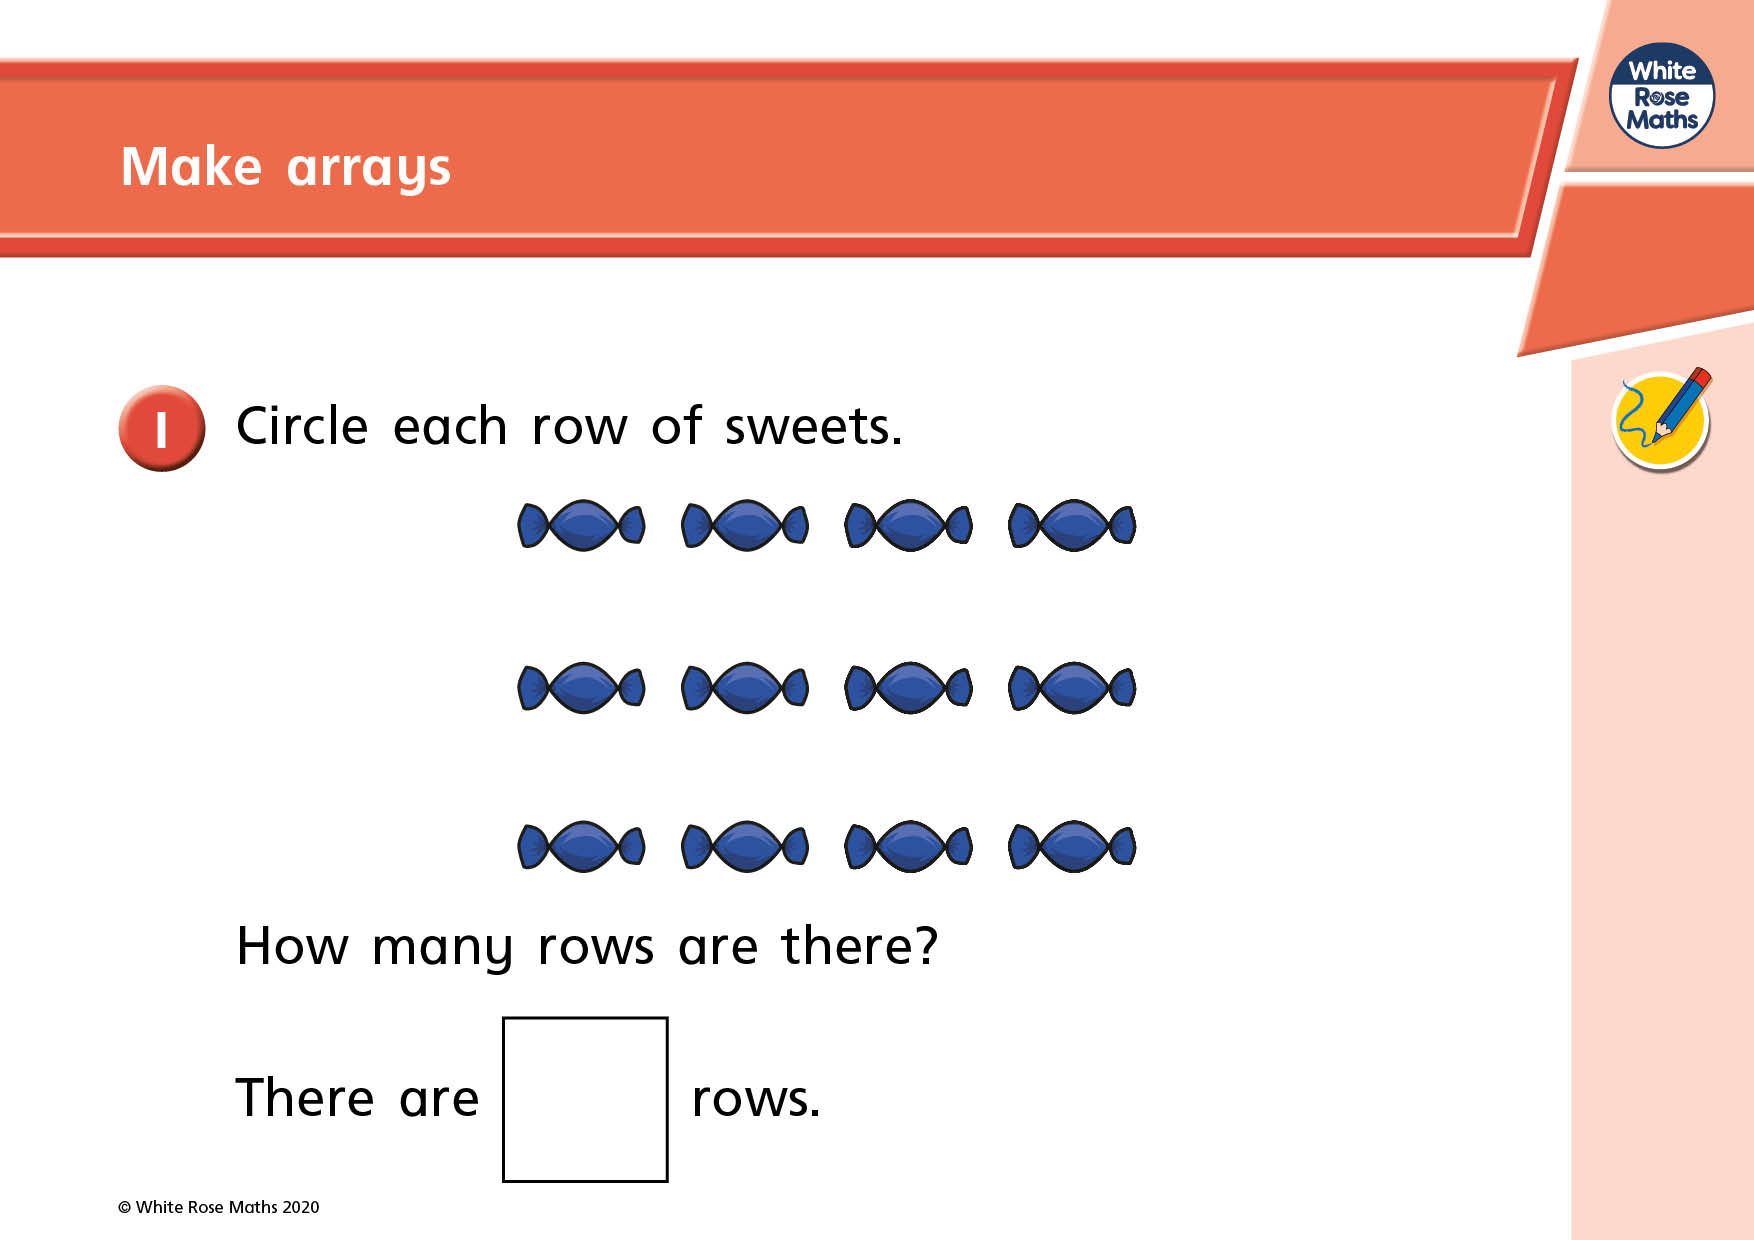 White
Rose
Maths
Make arrays
1 Circle each row of sweets.
How many rows are there?
There are rows.
© White Rose Maths 2020